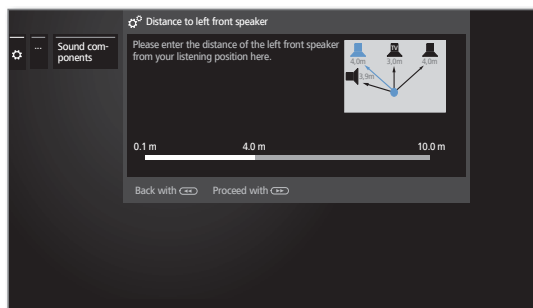 Distance to left front speaker
...
Sound com-
ponents
Please enter the distance of the left front speaker
from your listening position here.
TV
4,0m 3,0m 4,0m
3,9m
0.1 m 4.0 m 10.0 m
Back with Proceed with